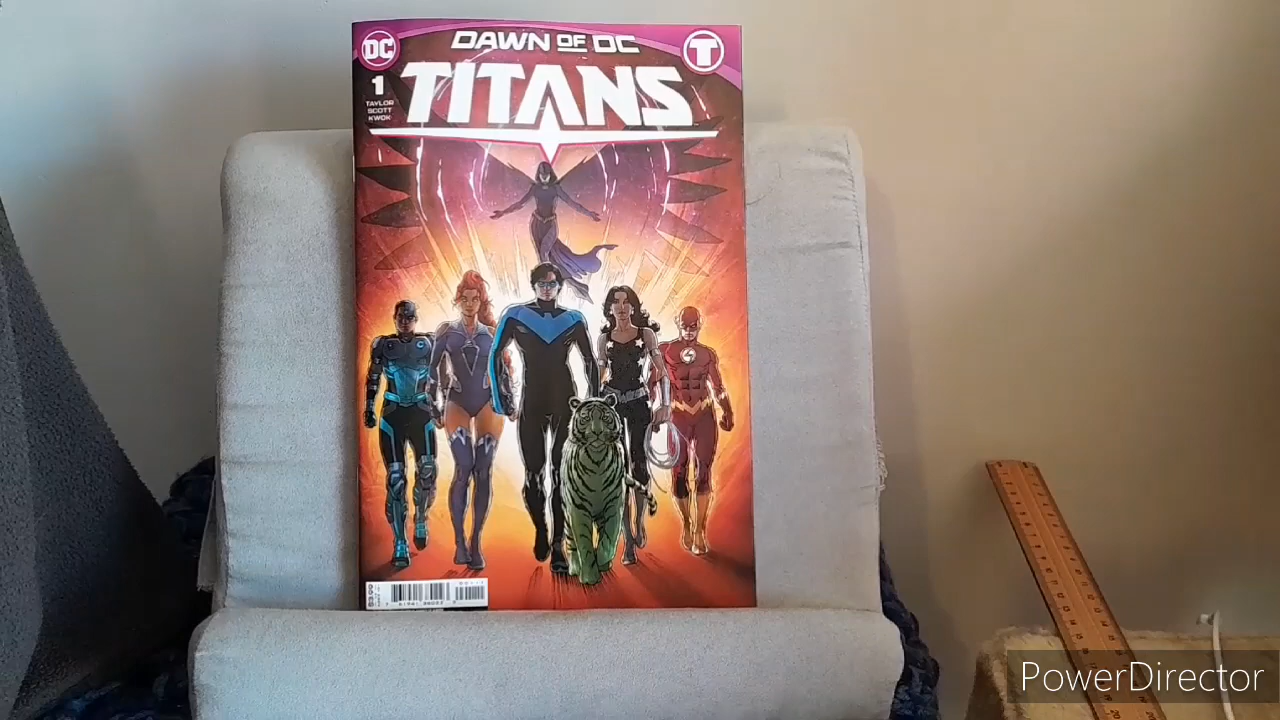 DC
DAWN OF DC
T
1
TITANS
TAYLOR
SCOTT
KWOK
PowerDirector